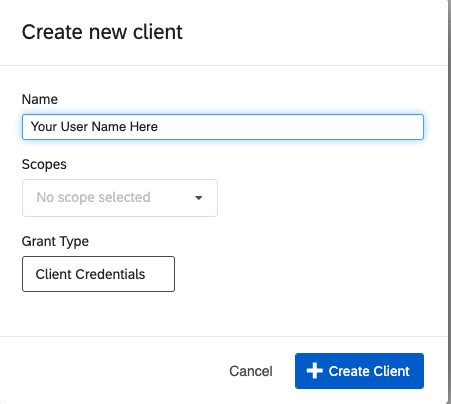 Create new client
Name
Your User Name Here
Scopes
No scope selected
Grant Type
Client Credentials
Cancel
Create Client